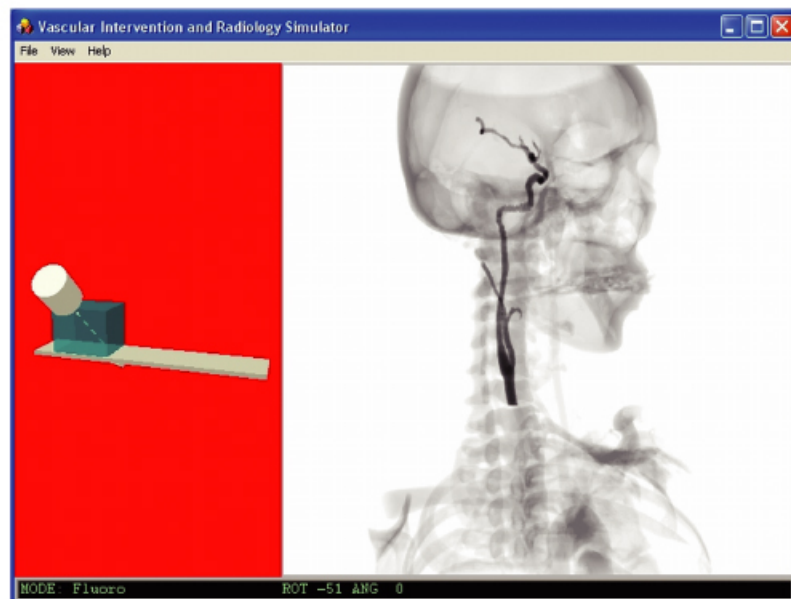 Vascular Intervention and Radiology Simulator
File View Help
MODE: Fluoro ROT -51 ANG 0